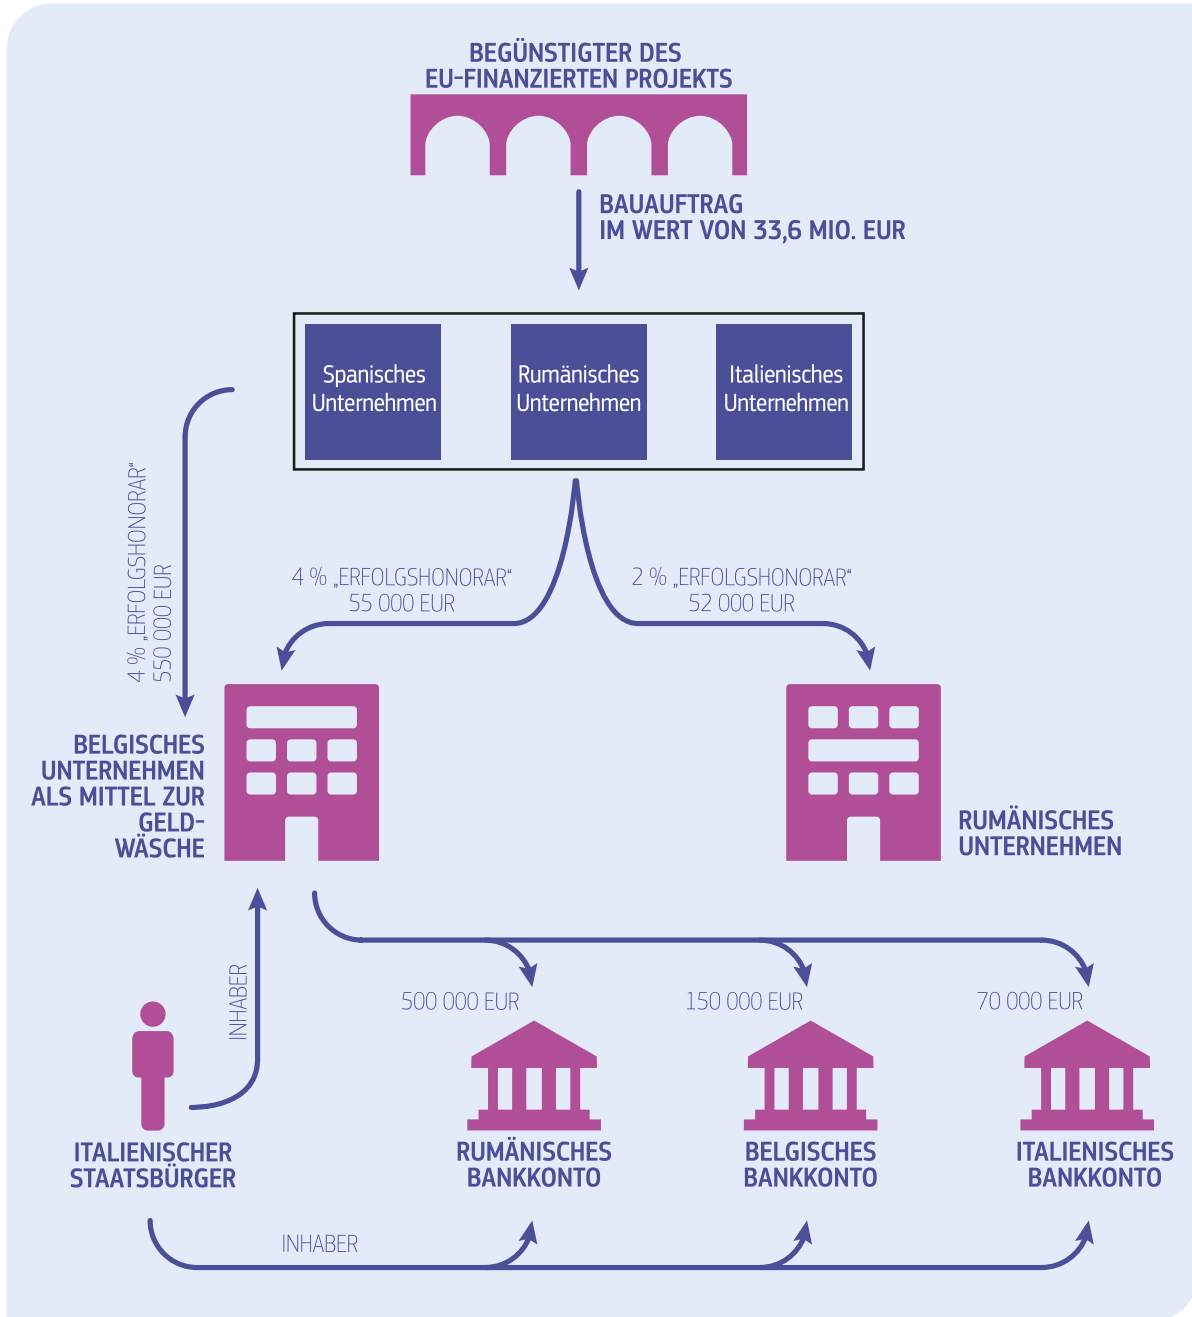 BEGÜNSTIGTER DES
EU-FINANZIERTEN PROJEKTS
BAUAUFTRAG
IM WERT VON 33,6 MIO. EUR
Spanisches
Unternehmen
Rumänisches
Unternehmen
Italienisches
Unternehmen
4 % „ERFOLGSHONORAR“
550 000 EUR
4 % „ERFOLGSHONORAR“
55 000 EUR
2 % „ERFOLGSHONORAR“
52 000 EUR
BELGISCHES
UNTERNEHMEN
ALS MITTEL ZUR
GELD-
WÄSCHE
RUMÄNISCHES
UNTERNEHMEN
INHABER
500 000 EUR
150 000 EUR
70 000 EUR
ITALIENISCHER
STAATSBÜRGER
RUMÄNISCHES
BANKKONTO
BELGISCHES
BANKKONTO
ITALIENISCHES
BANKKONTO
INHABER